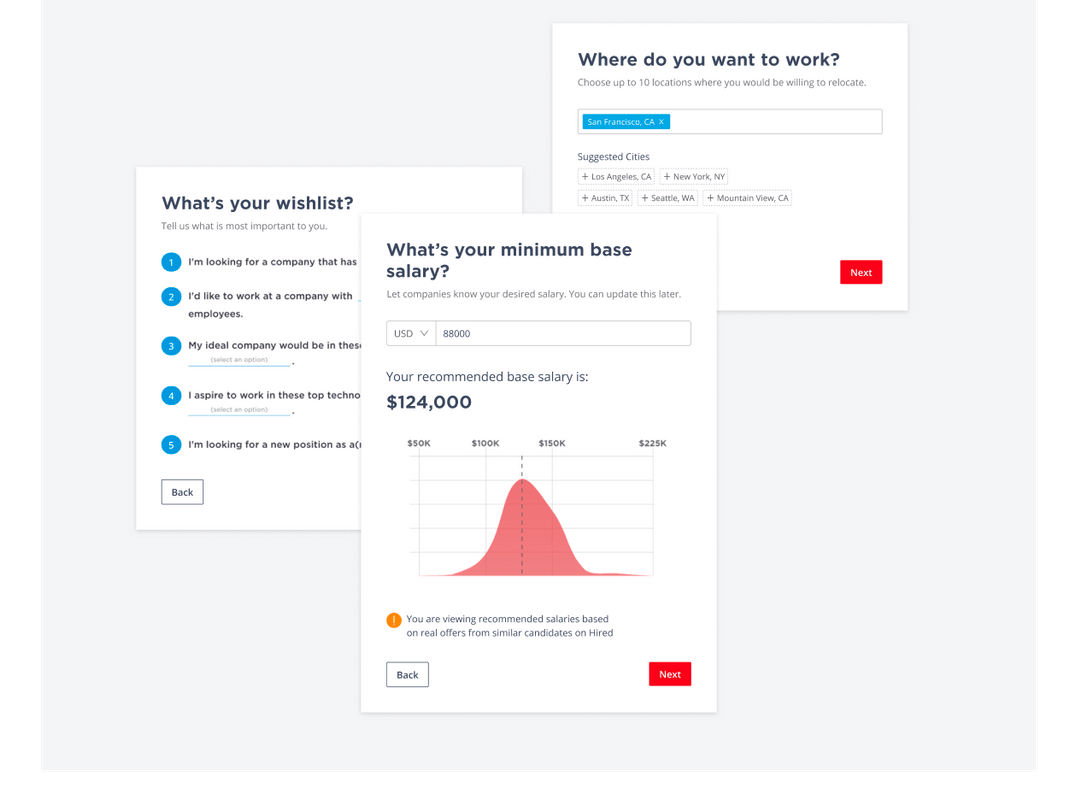 Where do you want to work?
Choose up to 10 locations where you would be willing to relocate.
San Francisco, CA x
Suggested Cities
+ Los Angeles, CA + New York, NY
+ Austin, TX + Seattle, WA + Mountain View, CA
Next
What's your wishlist?
Tell us what is most important to you.
1 I'm looking for a company that has
2 I'd like to work at a company with
employees.
3 My ideal company would be in these
(select an option) .
4 I aspire to work in these top techno
(select an option) .
5 I'm looking for a new position as a(
Back
What's your minimum base
salary?
Let companies know your desired salary. You can update this later.
USD 88000
Your recommended base salary is:
$124,000
$50K $100K $150K $225K
! You are viewing recommended salaries based
on real offers from similar candidates on Hired
Back Next